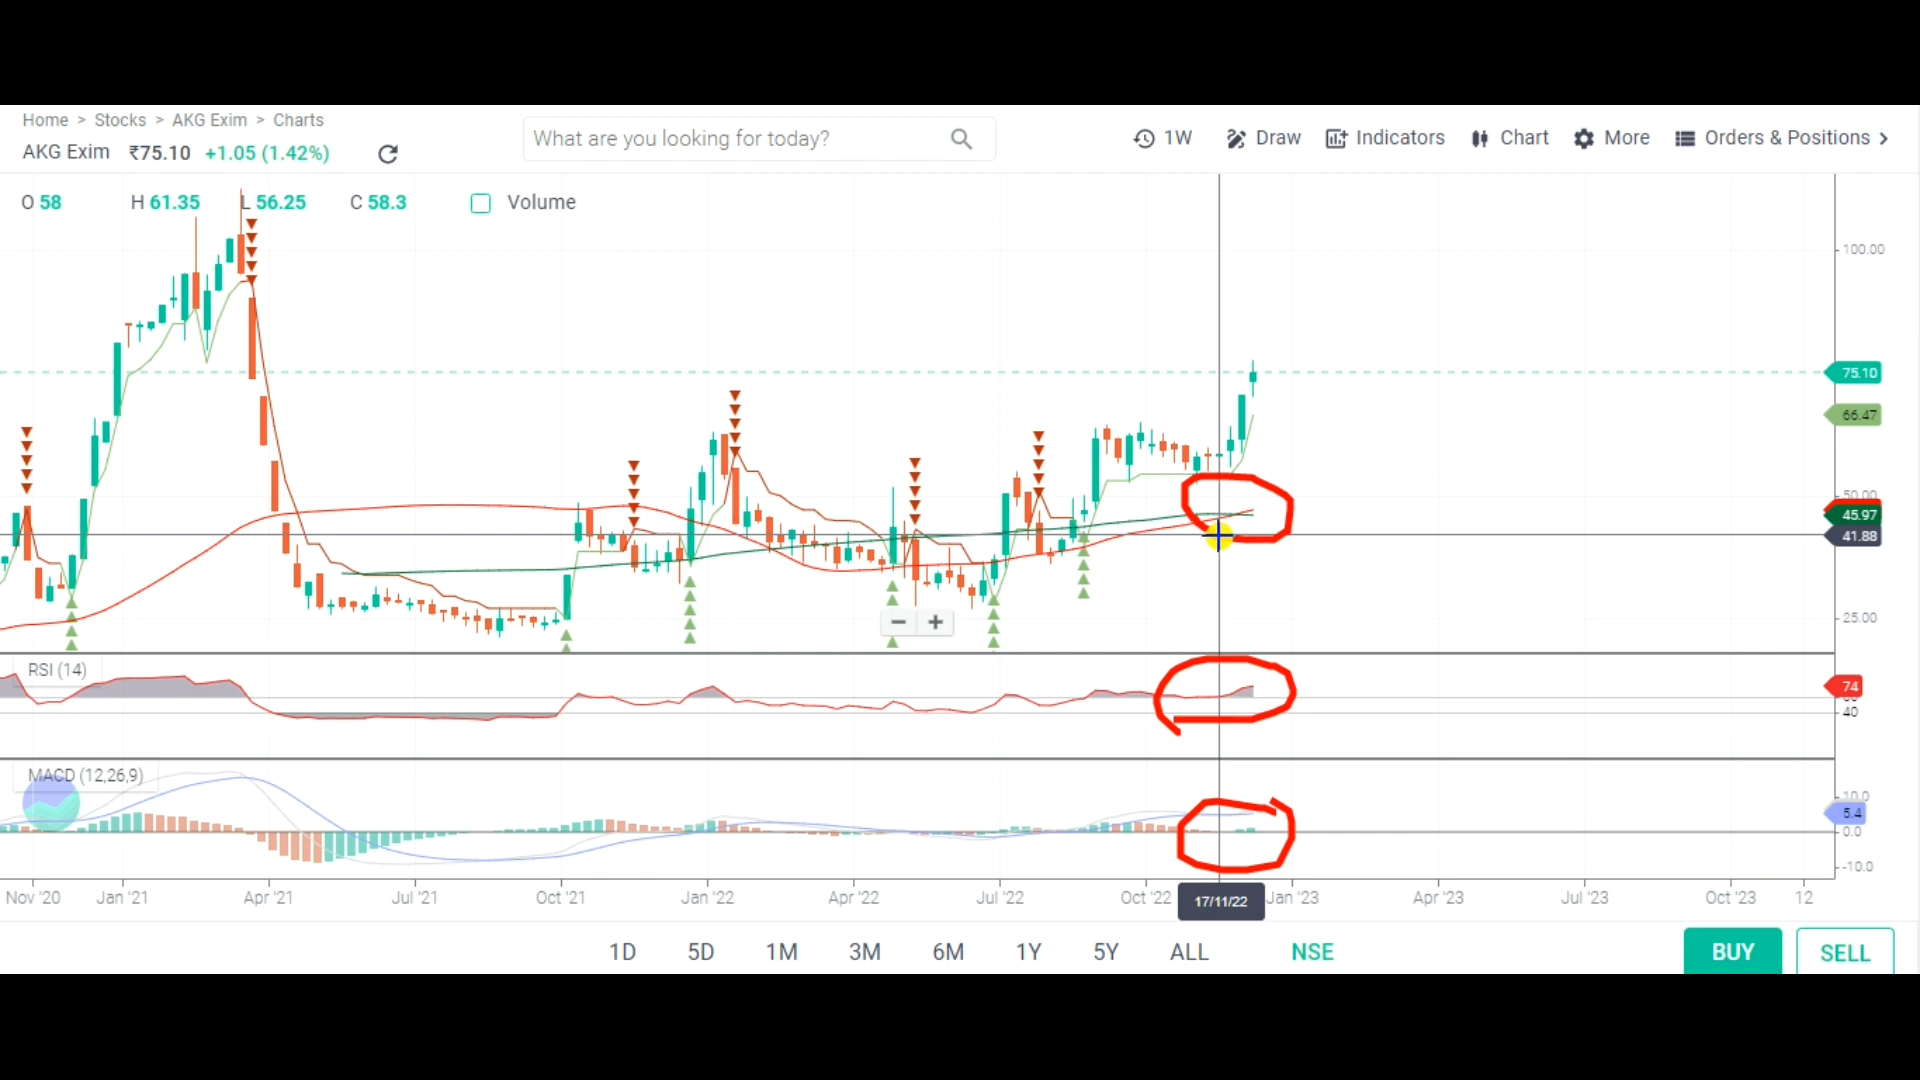 Home > Stocks > AKG Exim > Charts
AKG Exim ₹75.10 +1.05 (1.42%)
What are you looking for today?
1W Draw Indicators Chart More Orders & Positions >
O 58 H 61.35 L 56.25 C 58.3 Volume
100.00
75.10
66.47
50.00
45.97
41.88
25.00
− +
RSI (14)
74
40
MACD (12,26,9)
10.0
5.4
0.0
-10.0
Nov '20 Jan '21 Apr '21 Jul '21 Oct '21 Jan '22 Apr '22 Jul '22 Oct '22 17/11/22 Jan '23 Apr '23 Jul '23 Oct '23 12
1D 5D 1M 3M 6M 1Y 5Y ALL NSE
BUY SELL